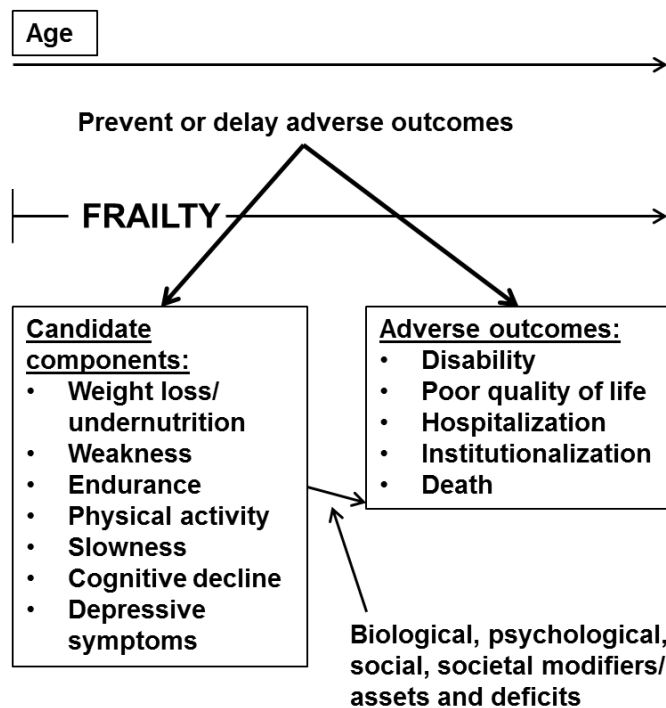 Age
Prevent or delay adverse outcomes
FRAILTY
Candidate
components:
• Weight loss/
undernutrition
• Weakness
• Endurance
• Physical activity
• Slowness
• Cognitive decline
• Depressive
symptoms
Adverse outcomes:
• Disability
• Poor quality of life
• Hospitalization
• Institutionalization
• Death
Biological, psychological,
social, societal modifiers/
assets and deficits